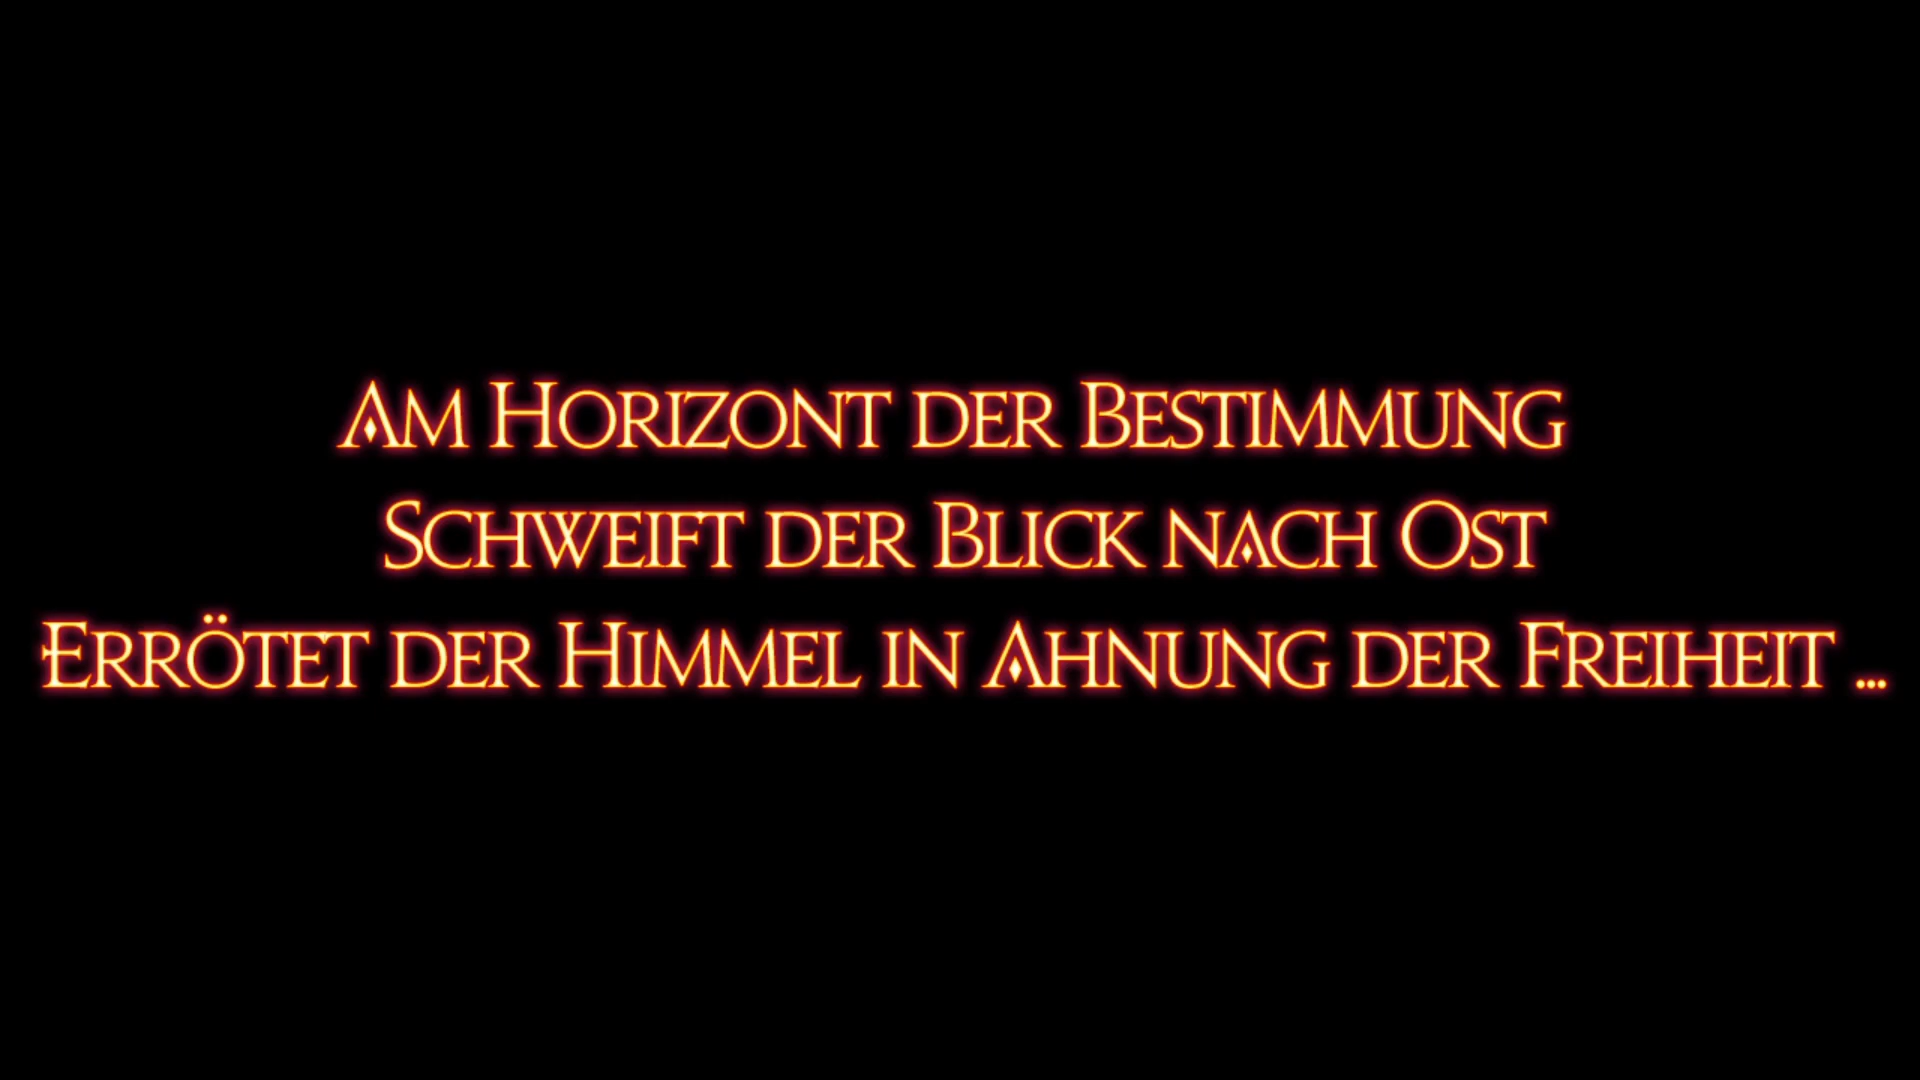 Am Horizont der Bestimmung
Schweift der Blick nach Ost
Errötet der Himmel in Ahnung der Freiheit ...